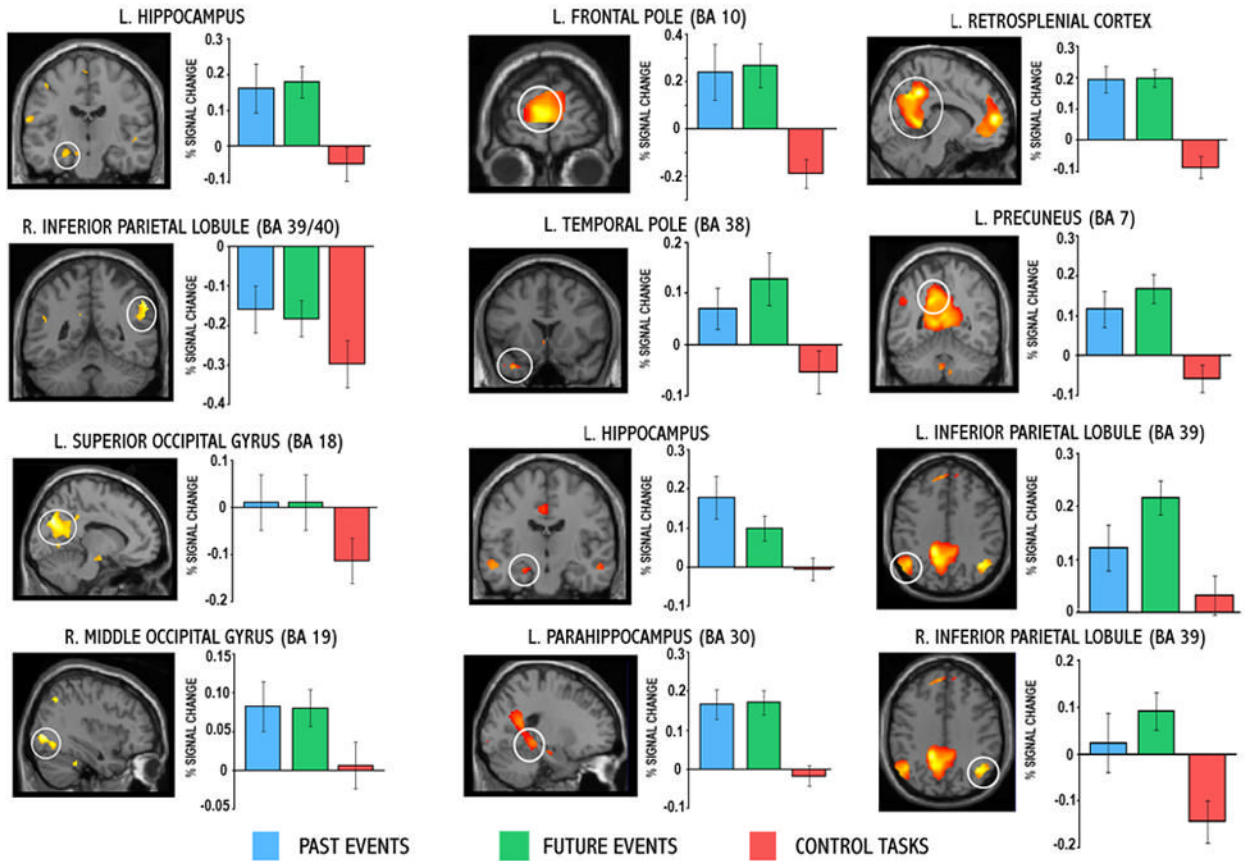 L. HIPPOCAMPUS
% SIGNAL CHANGE
0.3
0.2
0.1
0
-0.1
L. FRONTAL POLE (BA 10)
% SIGNAL CHANGE
0.4
0.2
0
-0.2
L. RETROSPLENIAL CORTEX
% SIGNAL CHANGE
0.3
0.2
0.1
0
-0.1
R. INFERIOR PARIETAL LOBULE (BA 39/40)
% SIGNAL CHANGE
0
-0.1
-0.2
-0.3
-0.4
L. TEMPORAL POLE (BA 38)
% SIGNAL CHANGE
0.2
0.1
0
-0.1
L. PRECUNEUS (BA 7)
% SIGNAL CHANGE
0.3
0.2
0.1
0
-0.1
L. SUPERIOR OCCIPITAL GYRUS (BA 18)
% SIGNAL CHANGE
0.1
0
-0.1
-0.2
L. HIPPOCAMPUS
% SIGNAL CHANGE
0.3
0.2
0.1
0
-0.1
L. INFERIOR PARIETAL LOBULE (BA 39)
% SIGNAL CHANGE
0.3
0.2
0.1
0
R. MIDDLE OCCIPITAL GYRUS (BA 19)
% SIGNAL CHANGE
0.15
0.10
0.05
0
-0.05
L. PARAHIPPOCAMPUS (BA 30)
% SIGNAL CHANGE
0.3
0.2
0.1
0
-0.1
R. INFERIOR PARIETAL LOBULE (BA 39)
% SIGNAL CHANGE
0.2
0.1
0
-0.1
-0.2
PAST EVENTS
FUTURE EVENTS
CONTROL TASKS